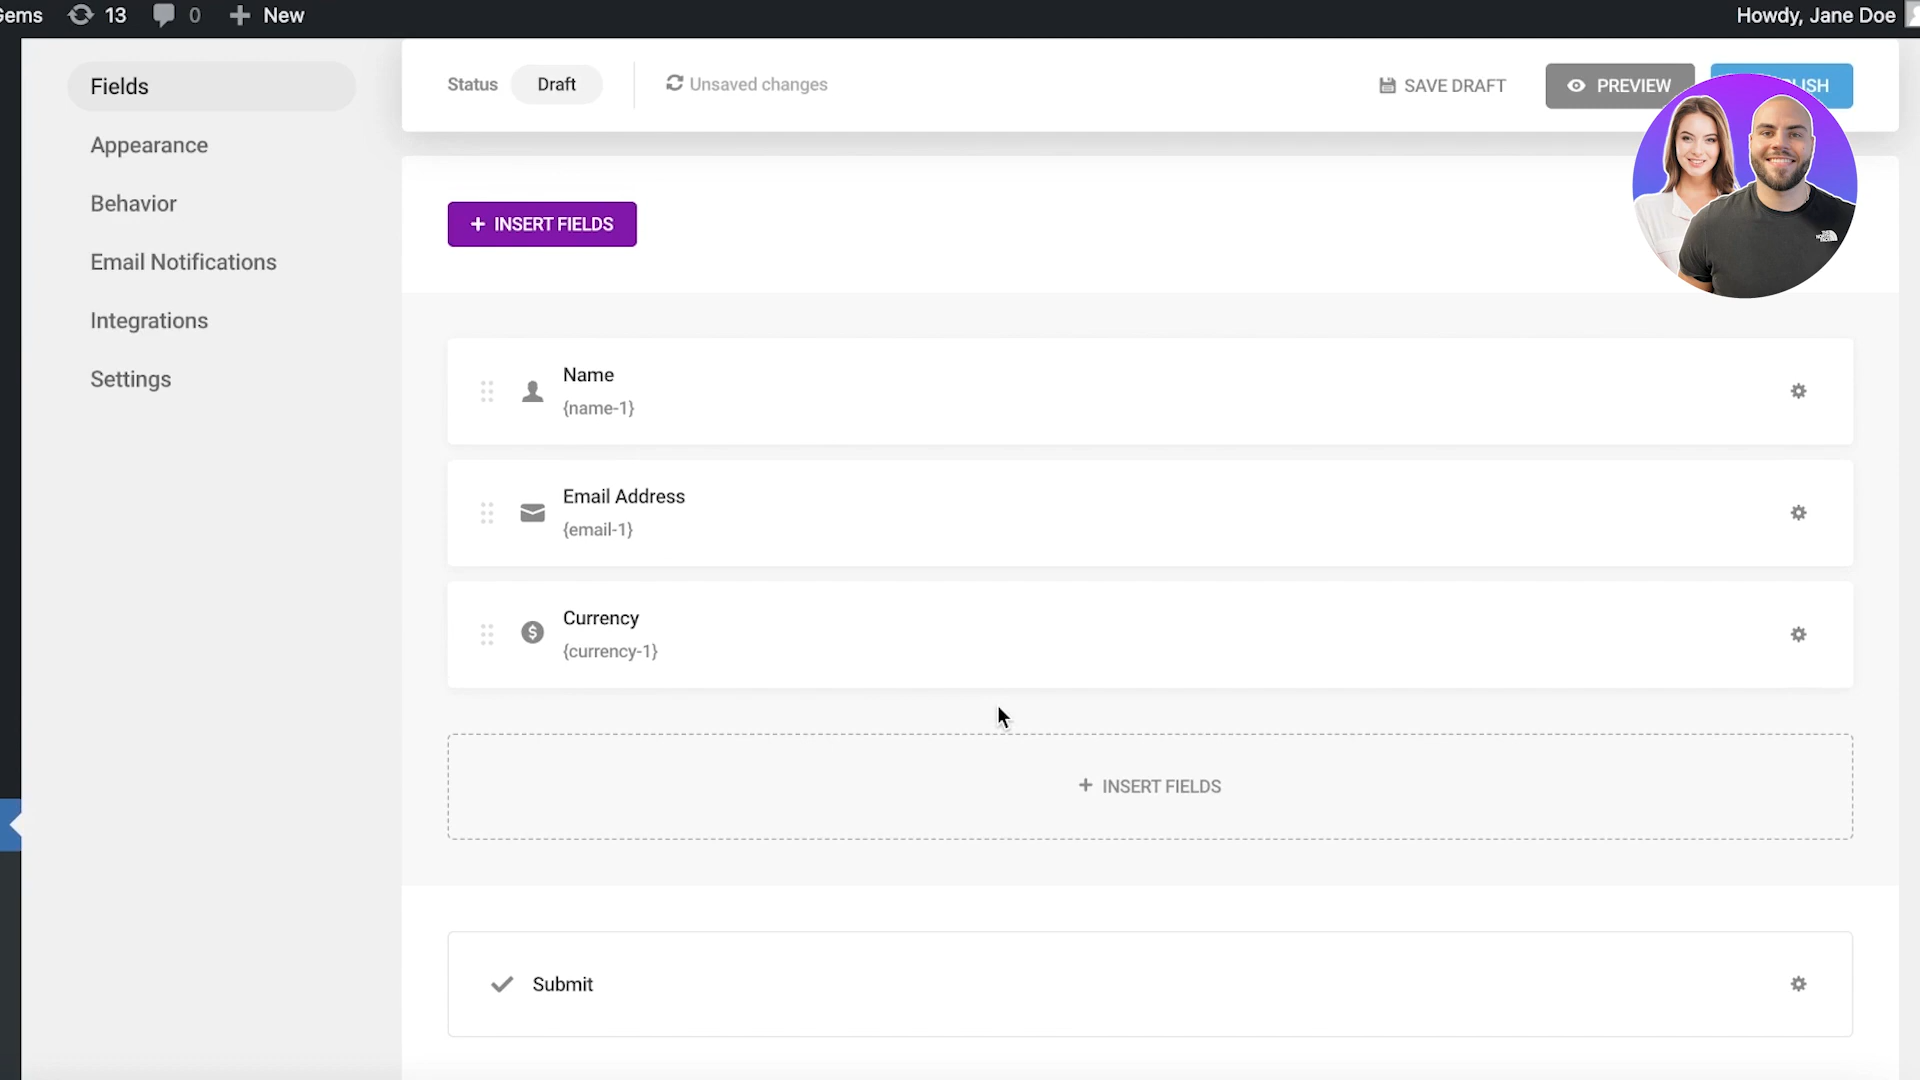 13
0
New
Howdy, Jane Doe
Fields
Appearance
Behavior
Email Notifications
Integrations
Settings
Status
Draft
Unsaved changes
SAVE DRAFT
PREVIEW
INSERT FIELDS
Name
{name-1}
Email Address
{email-1}
Currency
{currency-1}
INSERT FIELDS
Submit